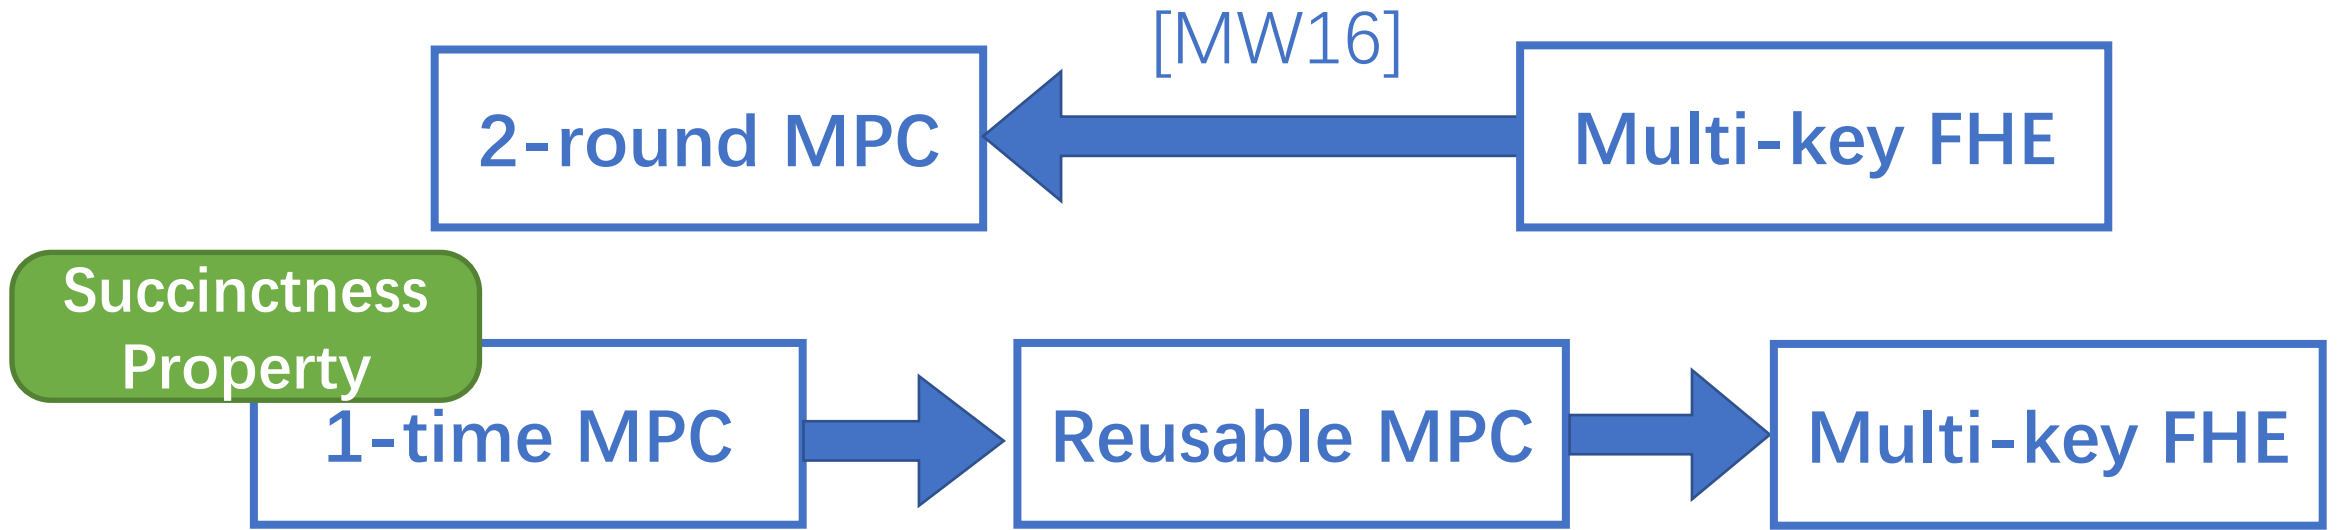 [MW16]
2-round MPC
Multi-key FHE
Succinctness
Property
1-time MPC
Reusable MPC
Multi-key FHE